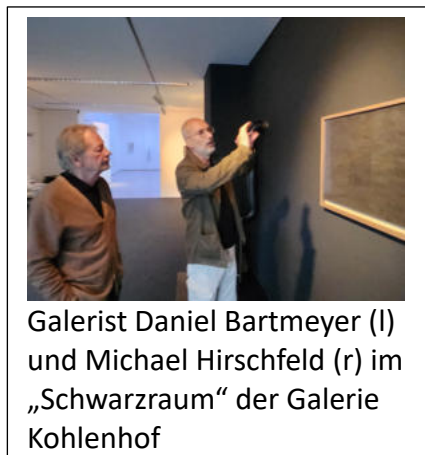 Galerist Daniel Bartmeyer (l)
und Michael Hirschfeld (r) im
„Schwarzraum“ der Galerie
Kohlenhof